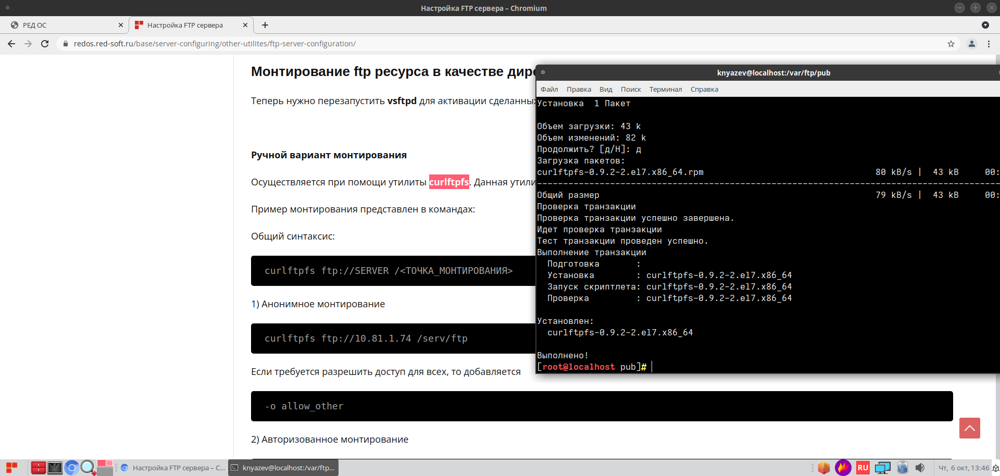 Настройка FTP сервера – Chromium
РЕД ОС
Настройка FTP сервера
redos.red-soft.ru/base/server-configuring/other-utilites/ftp-server-configuration/
Монтирование ftp ресурса в качестве дире
Теперь нужно перезапустить vsftpd для активации сделанных
Ручной вариант монтирования
Осуществляется при помощи утилиты curlftpfs. Данная утили
Пример монтирования представлен в командах:
Общий синтаксис:
curlftpfs ftp://SERVER /<ТОЧКА_МОНТИРОВАНИЯ>
1) Анонимное монтирование
curlftpfs ftp://10.81.1.74 /serv/ftp
Если требуется разрешить доступ для всех, то добавляется
-o allow_other
2) Авторизованное монтирование
knyazev@localhost:/var/ftp/pub
Файл Правка Вид Поиск Терминал Справка
Установка  1 Пакет
Объем загрузки: 43 k
Объем изменений: 82 k
Продолжить? [д/Н]: д
Загрузка пакетов:
curlftpfs-0.9.2-2.el7.x86_64.rpm 80 kB/s | 43 kB 00:
--------------------------------------------------------------------------------
Общий размер 79 kB/s | 43 kB 00:
Проверка транзакции
Проверка транзакции успешно завершена.
Идет проверка транзакции
Тест транзакции проведен успешно.
Выполнение транзакции
Подготовка :
Установка : curlftpfs-0.9.2-2.el7.x86_64
Запуск скриптлета: curlftpfs-0.9.2-2.el7.x86_64
Проверка : curlftpfs-0.9.2-2.el7.x86_64
Установлен:
curlftpfs-0.9.2-2.el7.x86_64
Выполнено!
[root@localhost pub]#
Настройка FTP сервера – C...
knyazev@localhost:/var/ftp...
RU
Чт, 6 окт, 13:46